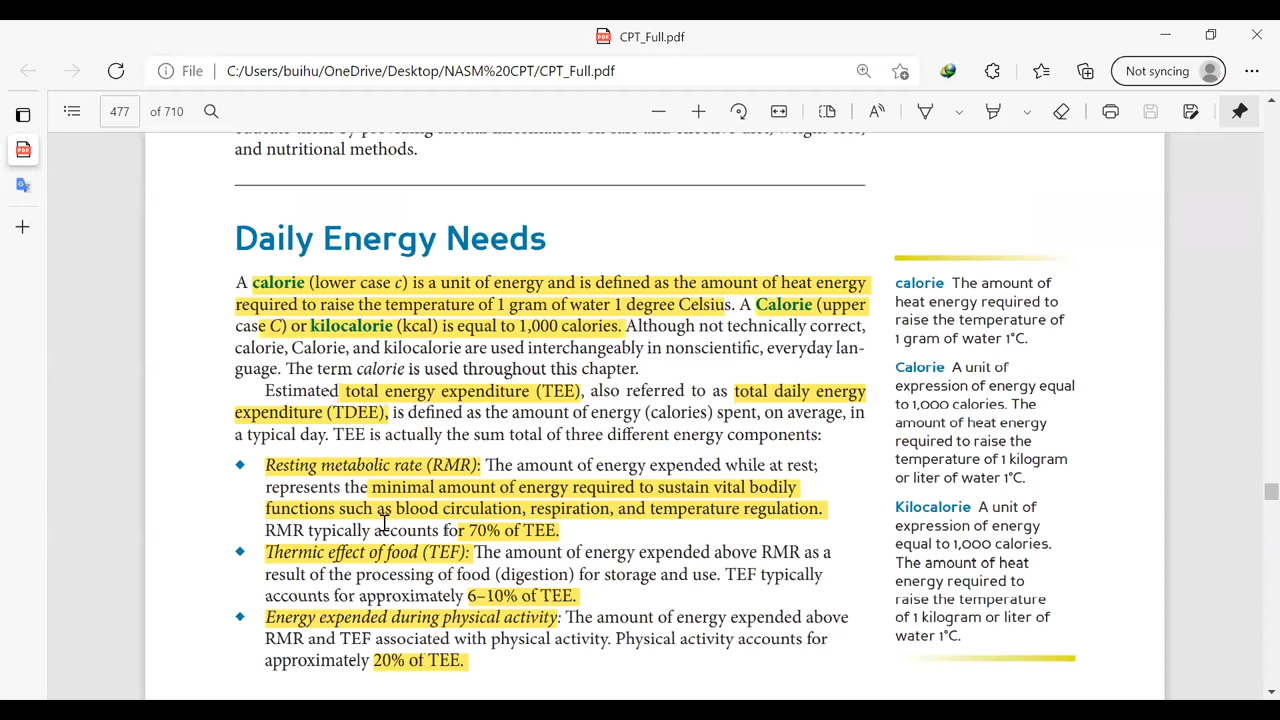 CPT_Full.pdf
File
C:/Users/buihu/OneDrive/Desktop/NASM%20CPT/CPT_Full.pdf
Not syncing
477 of 710
and nutritional methods.
Daily Energy Needs
A calorie (lower case c) is a unit of energy and is defined as the amount of heat energy
required to raise the temperature of 1 gram of water 1 degree Celsius. A Calorie (upper
case C) or kilocalorie (kcal) is equal to 1,000 calories. Although not technically correct,
calorie, Calorie, and kilocalorie are used interchangeably in nonscientific, everyday lan-
guage. The term calorie is used throughout this chapter.
Estimated total energy expenditure (TEE), also referred to as total daily energy
expenditure (TDEE), is defined as the amount of energy (calories) spent, on average, in
a typical day. TEE is actually the sum total of three different energy components:
◆ Resting metabolic rate (RMR): The amount of energy expended while at rest;
represents the minimal amount of energy required to sustain vital bodily
functions such as blood circulation, respiration, and temperature regulation.
RMR typically accounts for 70% of TEE.
◆ Thermic effect of food (TEF): The amount of energy expended above RMR as a
result of the processing of food (digestion) for storage and use. TEF typically
accounts for approximately 6–10% of TEE.
◆ Energy expended during physical activity: The amount of energy expended above
RMR and TEF associated with physical activity. Physical activity accounts for
approximately 20% of TEE.
calorie The amount of
heat energy required to
raise the temperature of
1 gram of water 1°C.
Calorie A unit of
expression of energy equal
to 1,000 calories. The
amount of heat energy
required to raise the
temperature of 1 kilogram
or liter of water 1°C.
Kilocalorie A unit of
expression of energy
equal to 1,000 calories.
The amount of heat
energy required to
raise the temperature
of 1 kilogram or liter of
water 1°C.